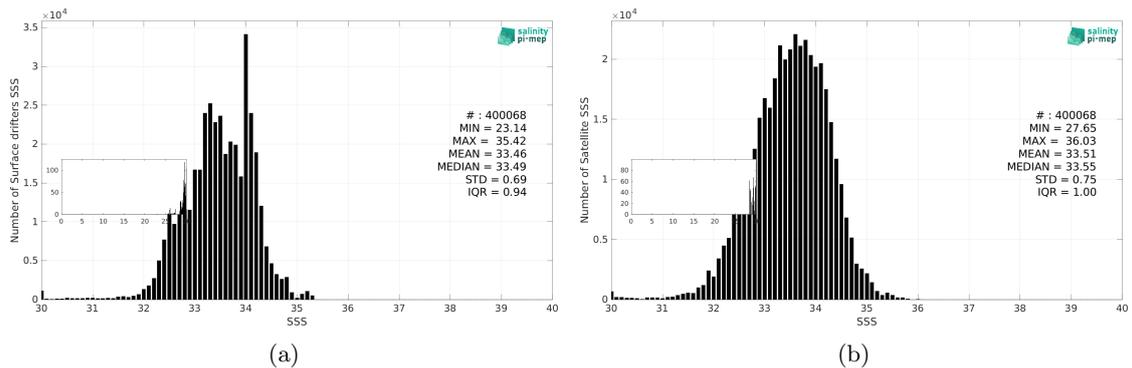 ×10⁴
3.5
3
2.5
2
1.5
1
0.5
0
Number of Surface drifters SSS
30 31 32 33 34 35 36 37 38 39 40
SSS
salinity
pi-mep
# : 400068
MIN = 23.14
MAX = 35.42
MEAN = 33.46
MEDIAN = 33.49
STD = 0.69
IQR = 0.94
100
50
0
0 5 10 15 20
(a)
×10⁴
2
1.5
1
0.5
0
Number of Satellite SSS
30 31 32 33 34 35 36 37 38 39 40
SSS
salinity
pi-mep
# : 400068
MIN = 27.65
MAX = 36.03
MEAN = 33.51
MEDIAN = 33.55
STD = 0.75
IQR = 1.00
80
60
40
20
0
0 5 10 15 20
(b)